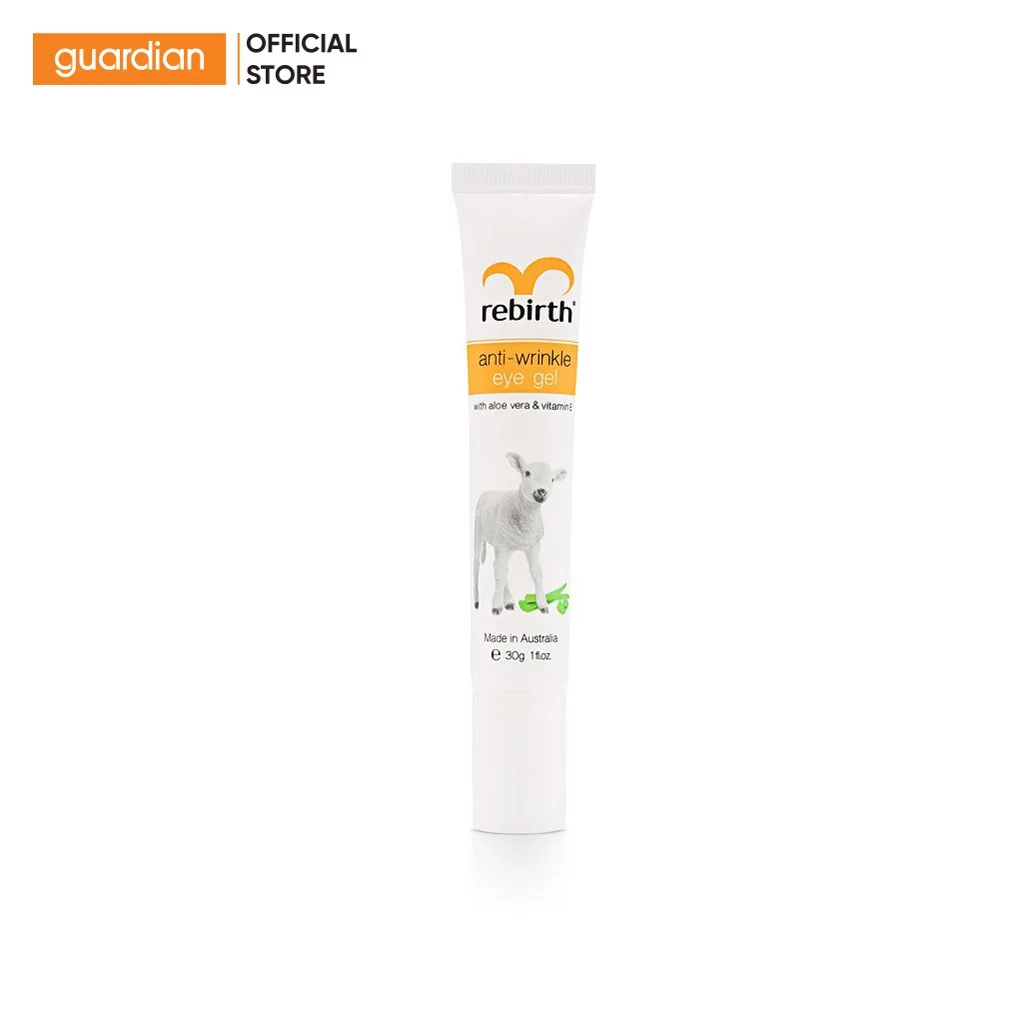 guardian
OFFICIAL
STORE
rebirth®
anti-wrinkle
eye gel
with aloe vera & vitamin E
Made in Australia
℮ 30g 1fl.oz.